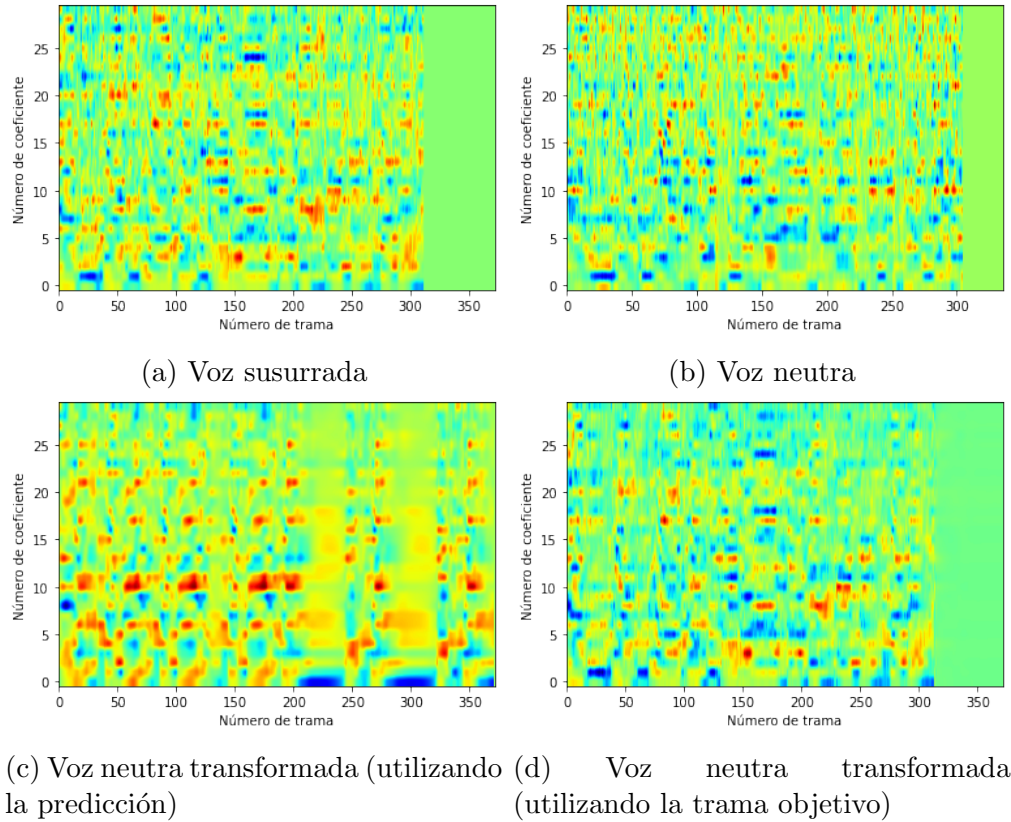 25
20
15
10
5
0
Número de coeficiente
0 50 100 150 200 250 300 350
Número de trama
(a) Voz susurrada
25
20
15
10
5
0
Número de coeficiente
0 50 100 150 200 250 300
Número de trama
(b) Voz neutra
25
20
15
10
5
0
Número de coeficiente
0 50 100 150 200 250 300 350
Número de trama
(c) Voz neutra transformada (utilizando
la predicción)
25
20
15
10
5
0
Número de coeficiente
0 50 100 150 200 250 300 350
Número de trama
(d) Voz neutra transformada
(utilizando la trama objetivo)